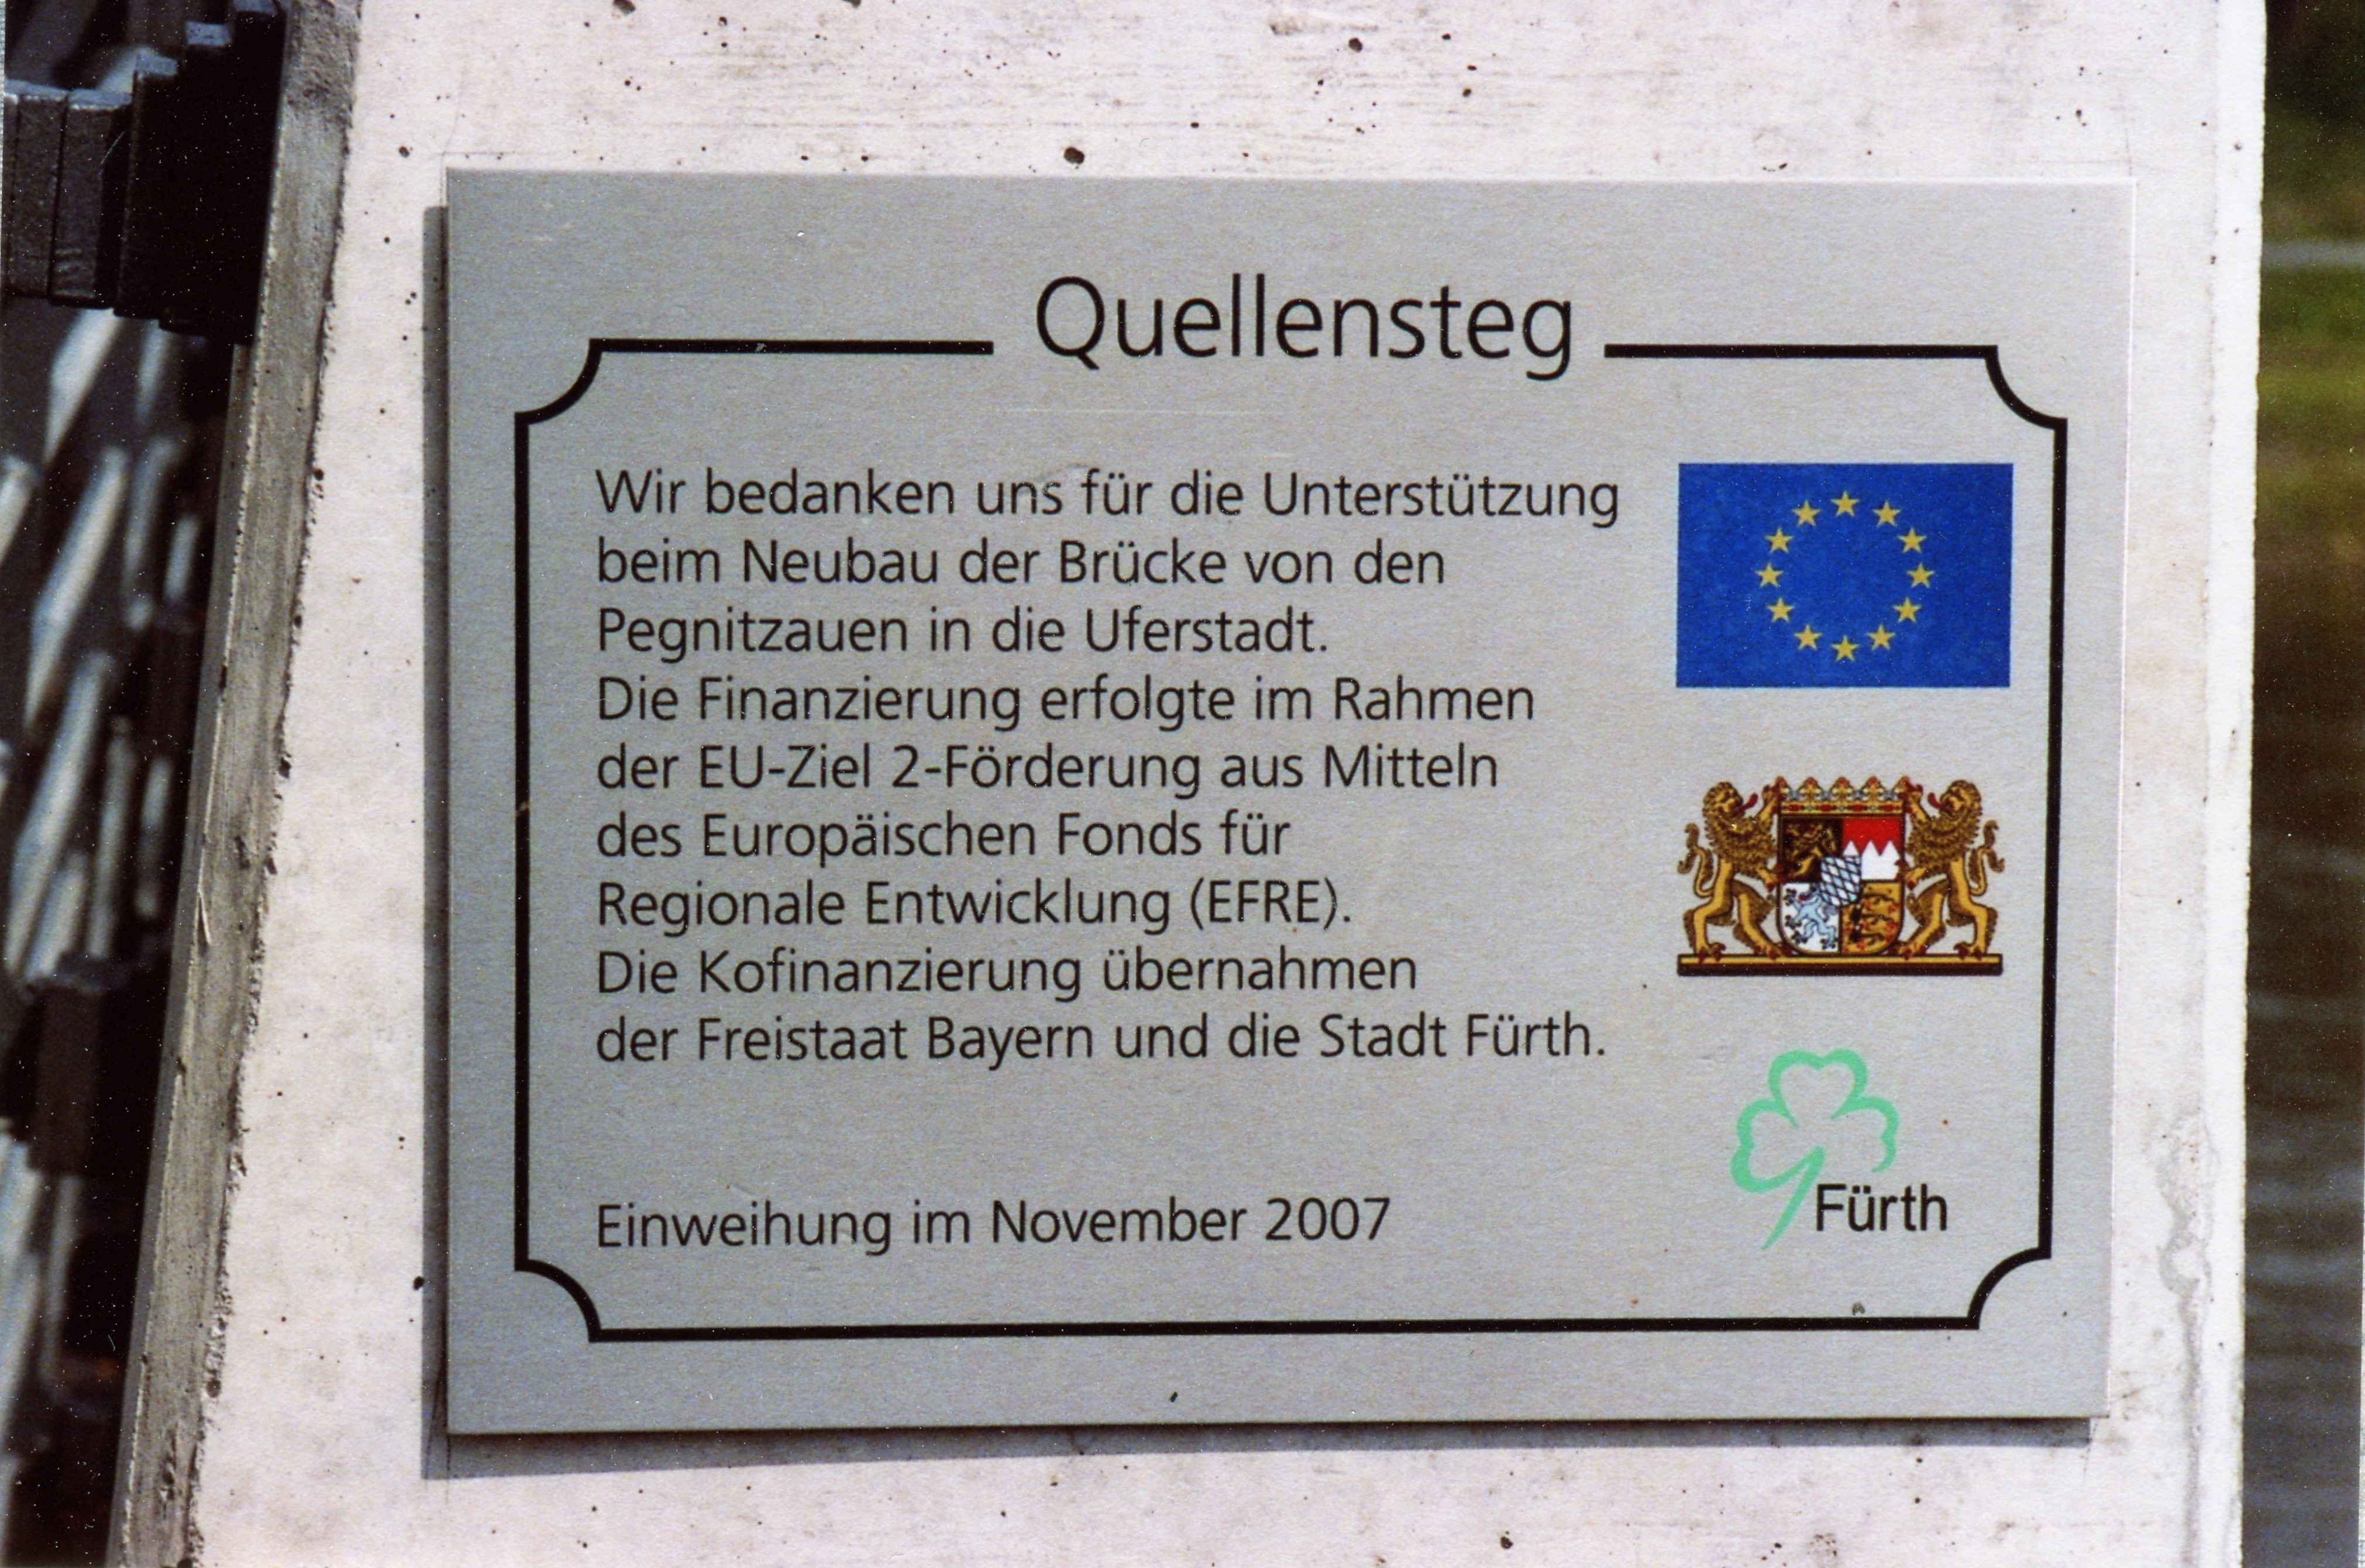 Quellensteg
Wir bedanken uns für die Unterstützung
beim Neubau der Brücke von den
Pegnitzauen in die Uferstadt.
Die Finanzierung erfolgte im Rahmen
der EU-Ziel 2-Förderung aus Mitteln
des Europäischen Fonds für
Regionale Entwicklung (EFRE).
Die Kofinanzierung übernahmen
der Freistaat Bayern und die Stadt Fürth.
Einweihung im November 2007
Fürth